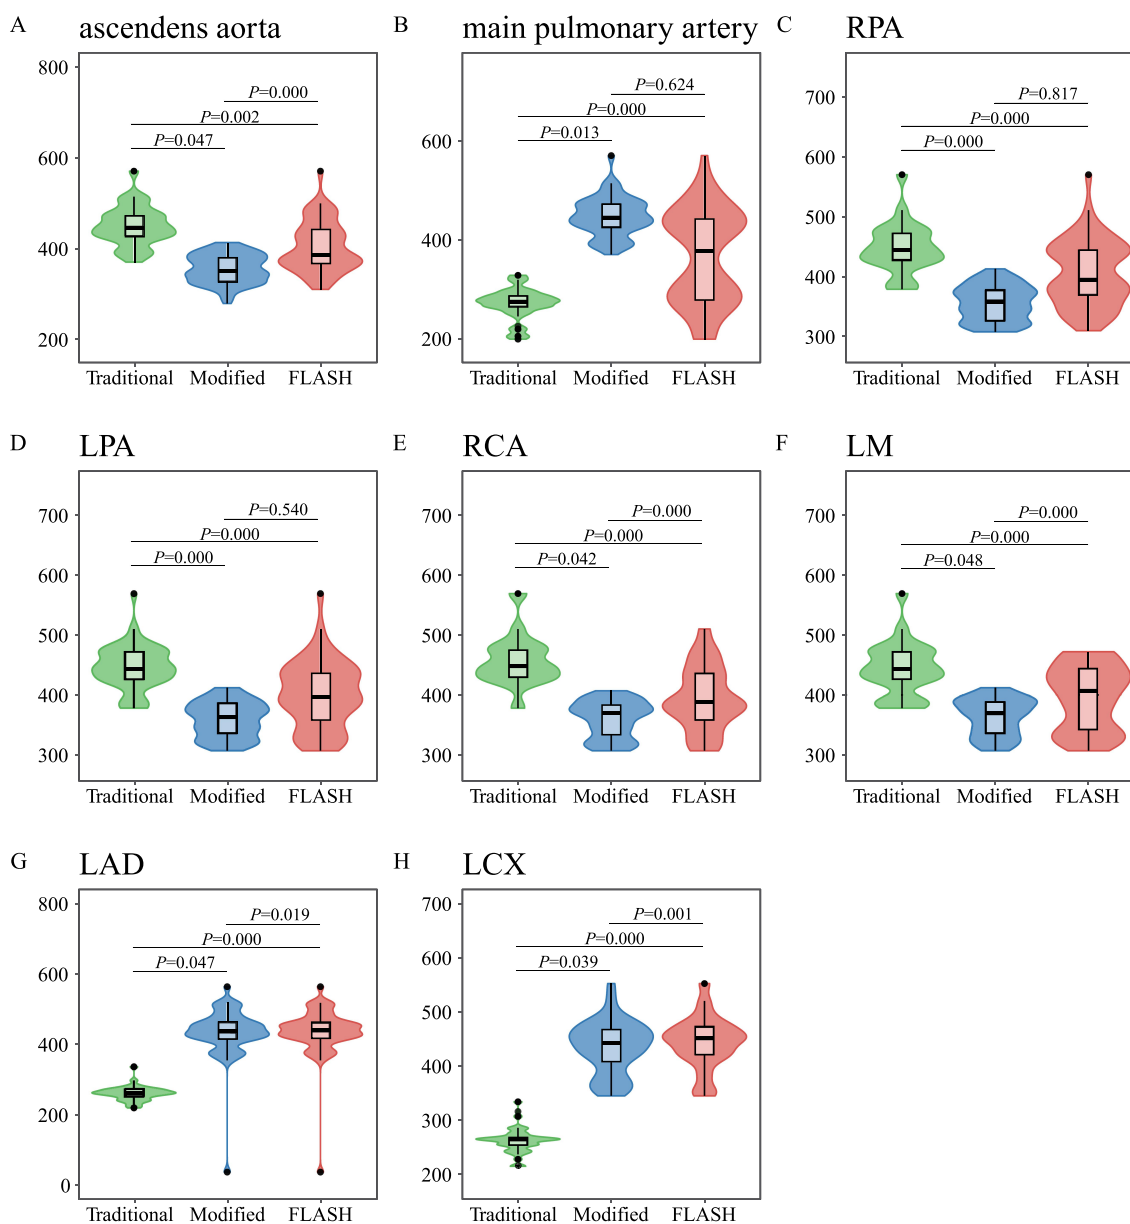 A ascendens aorta
800
600
400
200
P=0.000
P=0.002
P=0.047
Traditional Modified FLASH
B main pulmonary artery
600
400
200
P=0.624
P=0.000
P=0.013
Traditional Modified FLASH
C RPA
700
600
500
400
300
P=0.817
P=0.000
P=0.000
Traditional Modified FLASH
D LPA
700
600
500
400
300
P=0.540
P=0.000
P=0.000
Traditional Modified FLASH
E RCA
700
600
500
400
300
P=0.000
P=0.000
P=0.042
Traditional Modified FLASH
F LM
700
600
500
400
300
P=0.000
P=0.000
P=0.048
Traditional Modified FLASH
G LAD
800
600
400
200
0
P=0.019
P=0.000
P=0.047
Traditional Modified FLASH
H LCX
700
600
500
400
300
200
P=0.001
P=0.000
P=0.039
Traditional Modified FLASH